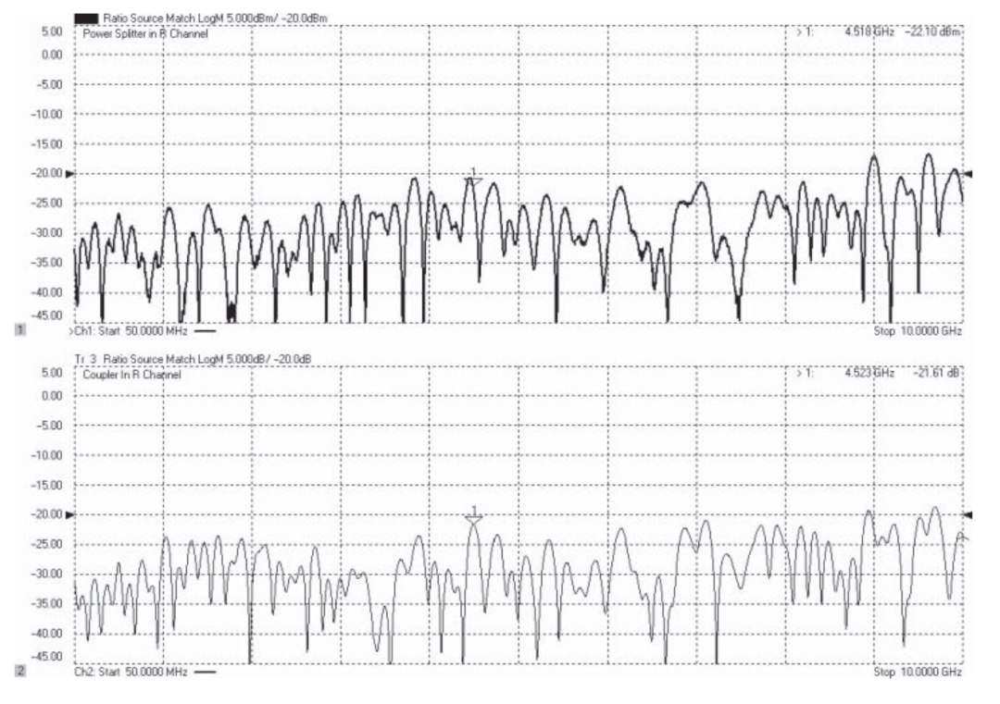 Ratio Source Match LogM 5.000dBm/ -20.0dBm
Power Splitter in R Channel
> 1: 4.518 GHz -22.10 dBm
5.00
0.00
-5.00
-10.00
-15.00
-20.00
-25.00
-30.00
-35.00
-40.00
-45.00
1
1
>Ch1: Start 50.0000 MHz
Stop 10.0000 GHz
Tr 3 Ratio Source Match LogM 5.000dB/ -20.0dB
Coupler In R Channel
> 1: 4.523 GHz -21.61 dB
5.00
0.00
-5.00
-10.00
-15.00
-20.00
-25.00
-30.00
-35.00
-40.00
-45.00
1
2
Ch2: Start 50.0000 MHz
Stop 10.0000 GHz